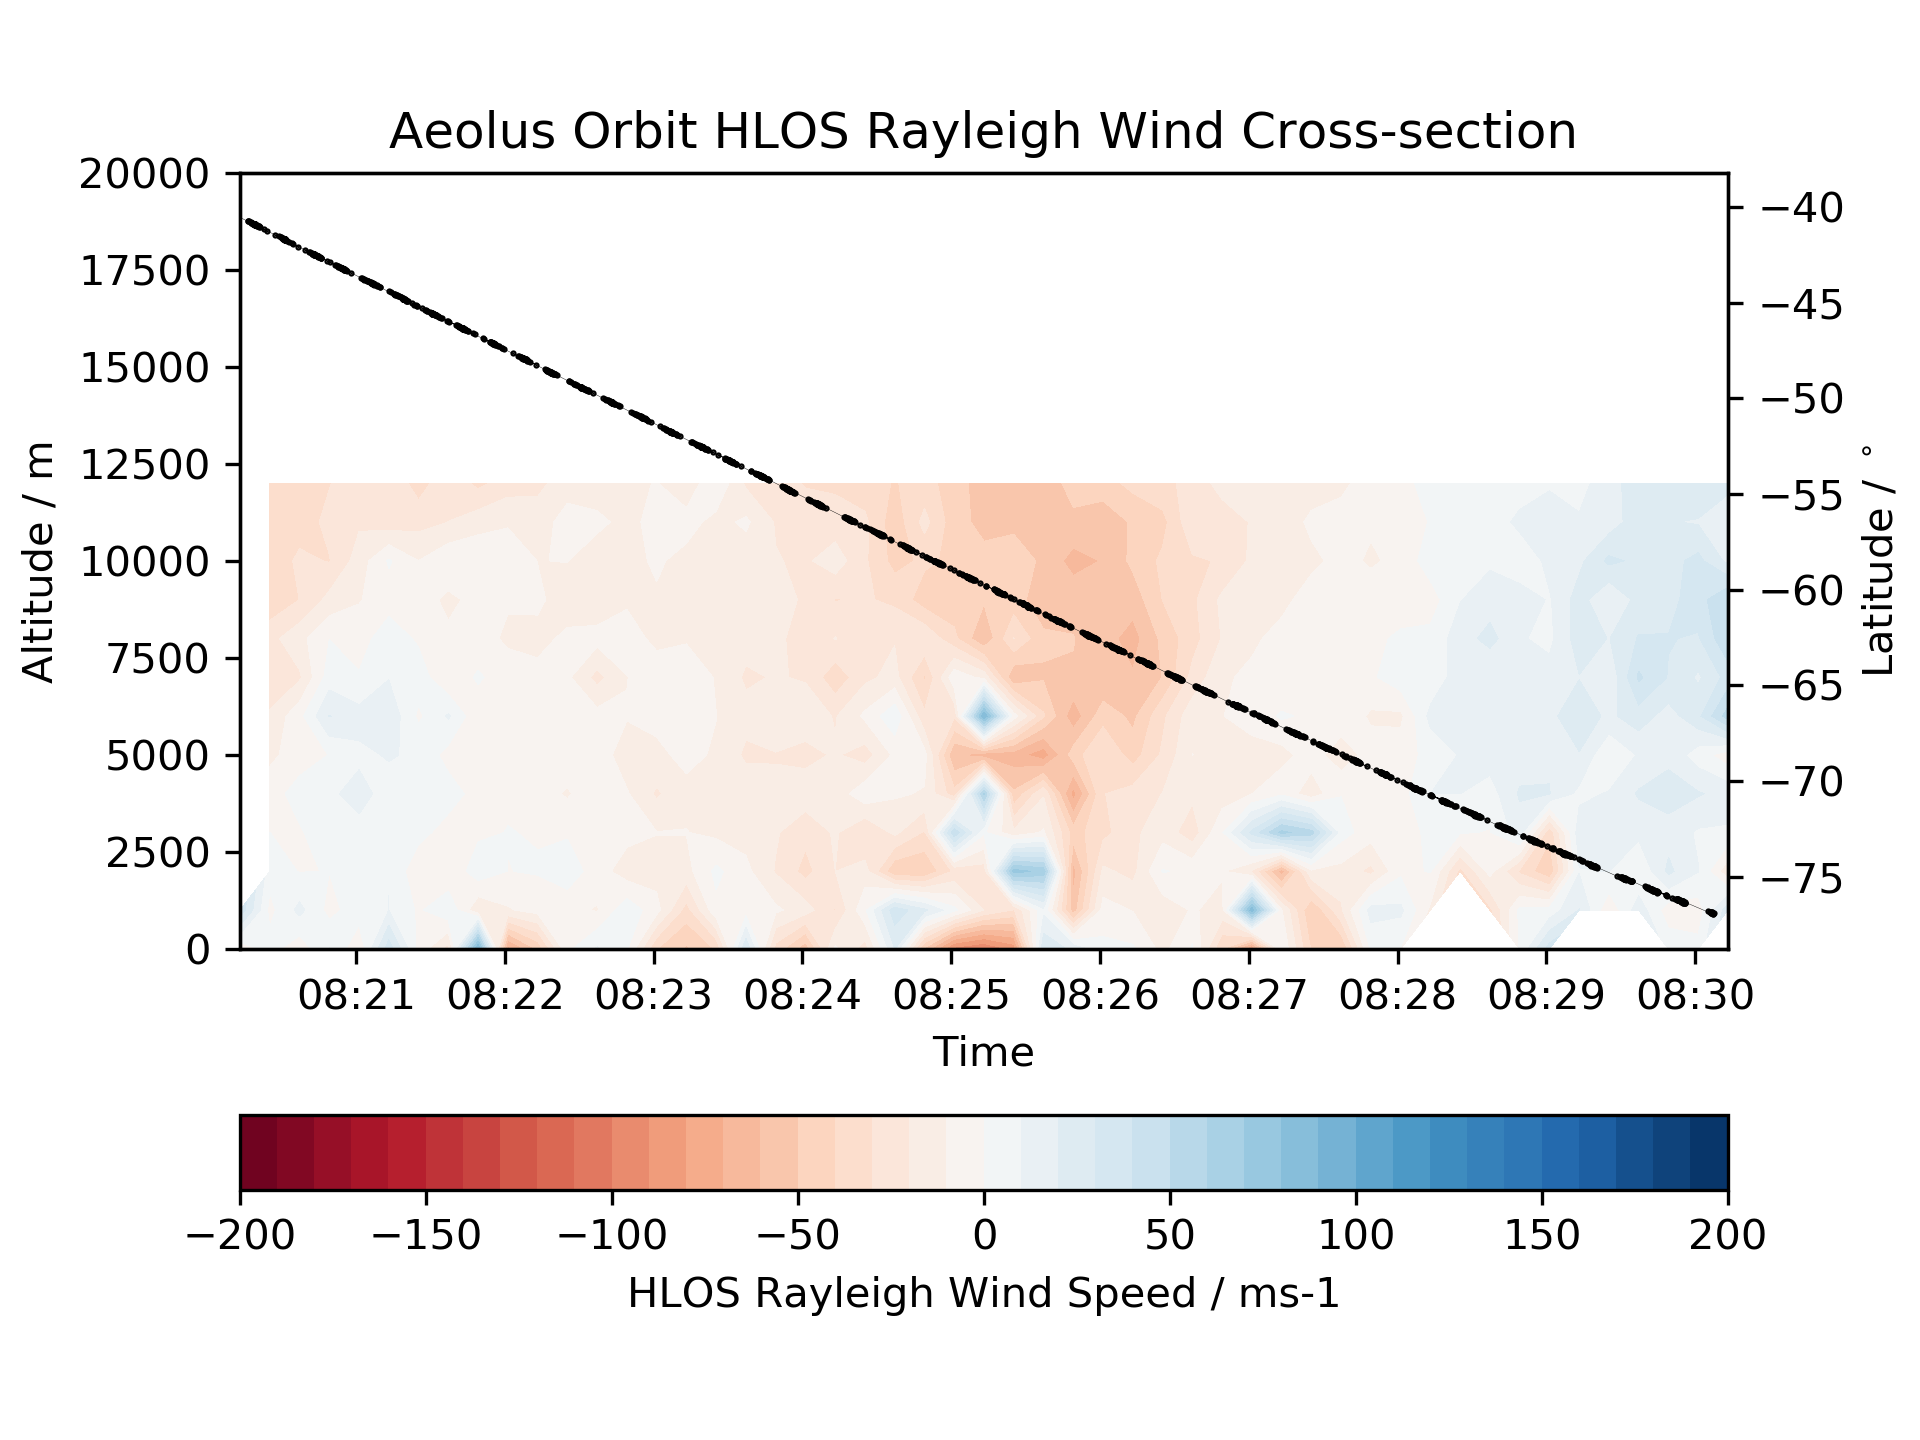 Aeolus Orbit HLOS Rayleigh Wind Cross-section
20000
17500
15000
12500
10000
7500
5000
2500
0
Altitude / m
−40
−45
−50
−55
−60
−65
−70
−75
Latitude / °
08:21 08:22 08:23 08:24 08:25 08:26 08:27 08:28 08:29 08:30
Time
−200 −150 −100 −50 0 50 100 150 200
HLOS Rayleigh Wind Speed / ms-1